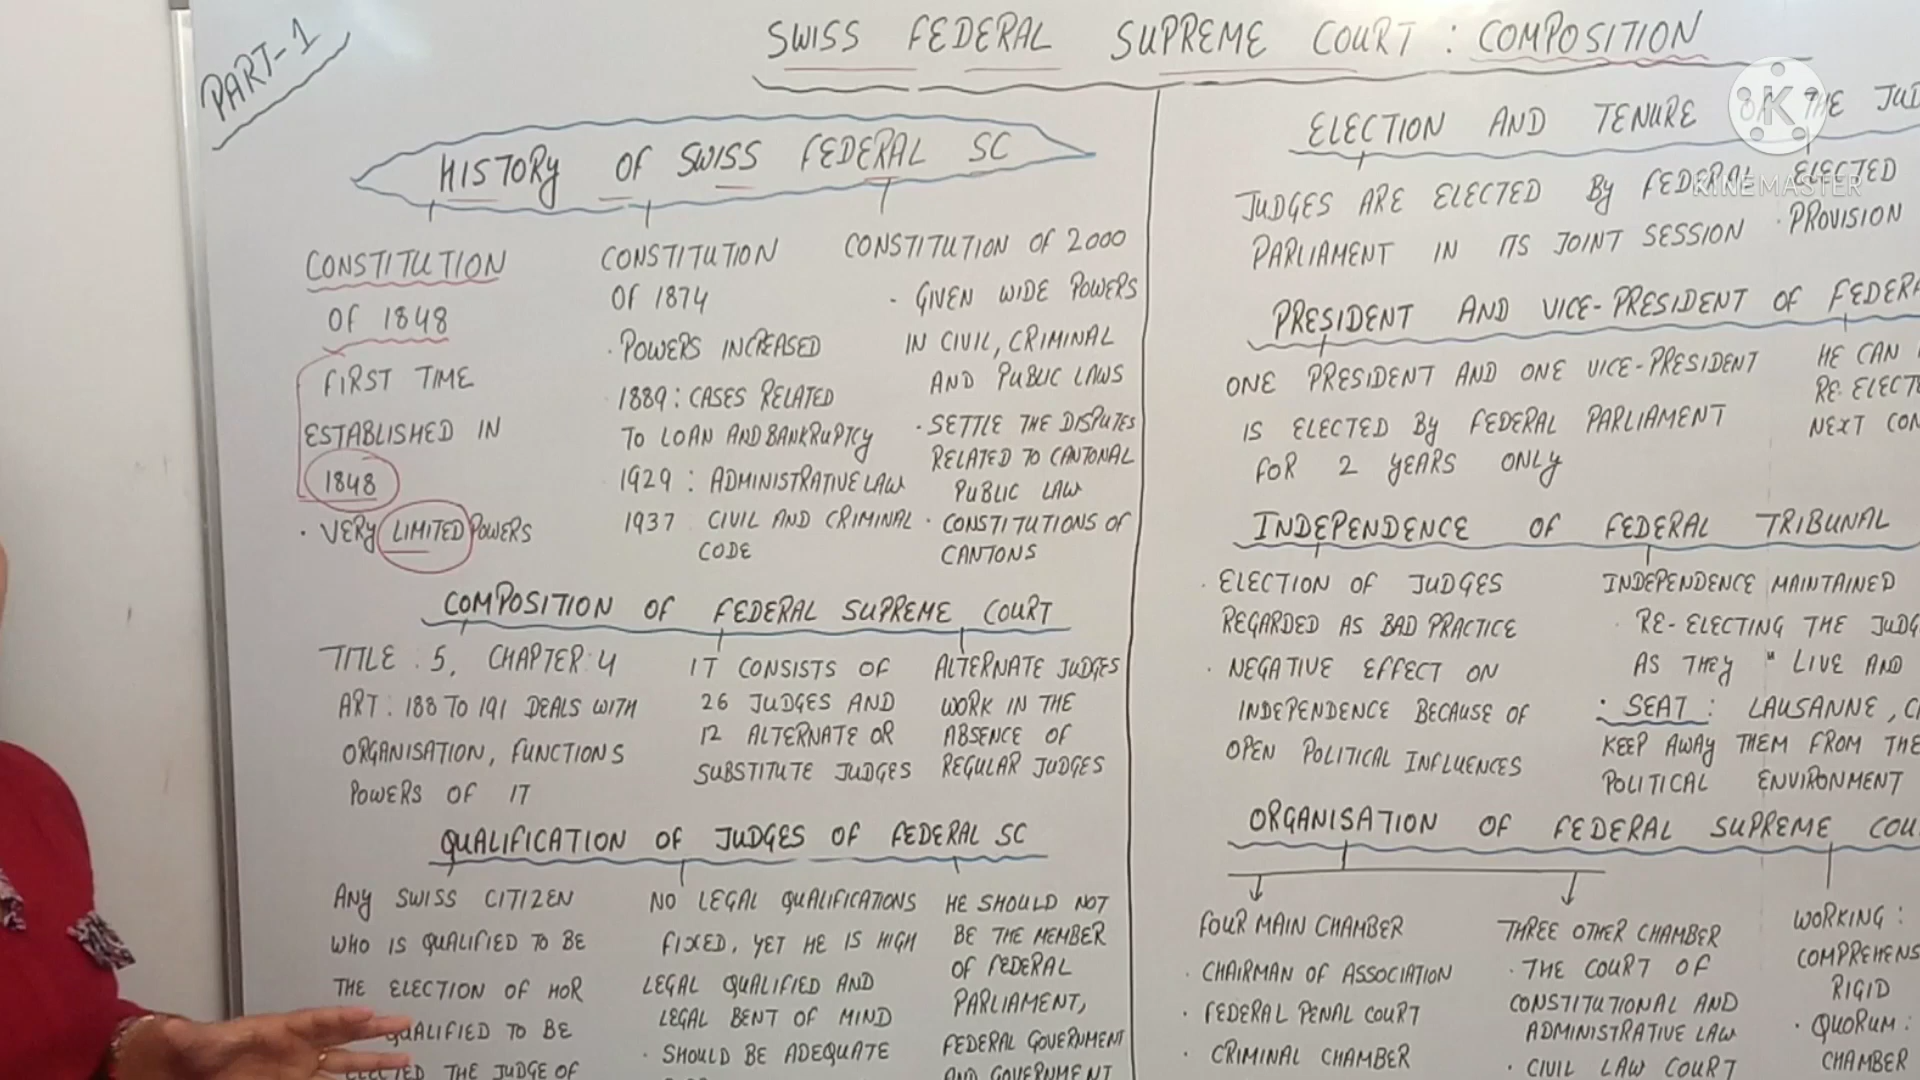 PART-1
SWISS FEDERAL SUPREME COURT : COMPOSITION
HISTORY OF SWISS FEDERAL SC
CONSTITUTION
OF 1848
FIRST TIME
ESTABLISHED IN
1848
· VERY LIMITED POWERS
CONSTITUTION
OF 1874
· POWERS INCREASED
1889 : CASES RELATED
TO LOAN AND BANKRUPTCY
1929 : ADMINISTRATIVE LAW
1937 CIVIL AND CRIMINAL
CODE
CONSTITUTION OF 2000
· GIVEN WIDE POWERS
IN CIVIL, CRIMINAL
AND PUBLIC LAWS
· SETTLE THE DISPUTES
RELATED TO CANTONAL
PUBLIC LAW
· CONSTITUTIONS OF
CANTONS
COMPOSITION OF FEDERAL SUPREME COURT
TITLE : 5, CHAPTER : 4
ART : 188 TO 191 DEALS WITH
ORGANISATION, FUNCTIONS
POWERS OF IT
IT CONSISTS OF
26 JUDGES AND
12 ALTERNATE OR
SUBSTITUTE JUDGES
ALTERNATE JUDGES
WORK IN THE
ABSENCE OF
REGULAR JUDGES
QUALIFICATION OF JUDGES OF FEDERAL SC
ANY SWISS CITIZEN
WHO IS QUALIFIED TO BE
THE ELECTION OF HOR
QUALIFIED TO BE
ELECTED THE JUDGE OF
NO LEGAL QUALIFICATIONS
FIXED, YET HE IS HIGH
LEGAL QUALIFIED AND
LEGAL BENT OF MIND
· SHOULD BE ADEQUATE
HE SHOULD NOT
BE THE MEMBER
OF FEDERAL
PARLIAMENT,
FEDERAL GOVERNMENT
AND GOVERNMENT
ELECTION AND TENURE THE
JUDGES ARE ELECTED BY FEDERAL
PARLIAMENT IN ITS JOINT SESSION
ELECTED
· PROVISION
PRESIDENT AND VICE-PRESIDENT OF
ONE PRESIDENT AND ONE VICE-PRESIDENT
IS ELECTED BY FEDERAL PARLIAMENT
FOR 2 YEARS ONLY
HE CAN
NEXT
INDEPENDENCE OF FEDERAL TRIBUNAL
· ELECTION OF JUDGES
REGARDED AS BAD PRACTICE
· NEGATIVE EFFECT ON
INDEPENDENCE BECAUSE OF
OPEN POLITICAL INFLUENCES
INDEPENDENCE MAINTAINED
· RE-ELECTING THE
AS THEY " LIVE AND
· SEAT : LAUSANNE,
KEEP AWAY THEM FROM THE
POLITICAL ENVIRONMENT
ORGANISATION OF FEDERAL SUPREME
FOUR MAIN CHAMBER
· CHAIRMAN OF ASSOCIATION
· FEDERAL PENAL COURT
· CRIMINAL CHAMBER
THREE OTHER CHAMBER
· THE COURT OF
CONSTITUTIONAL AND
ADMINISTRATIVE LAW
· CIVIL LAW COURT
WORKING :
RIGID
· QUORUM :
CHAMBER
K
KINEMASTER